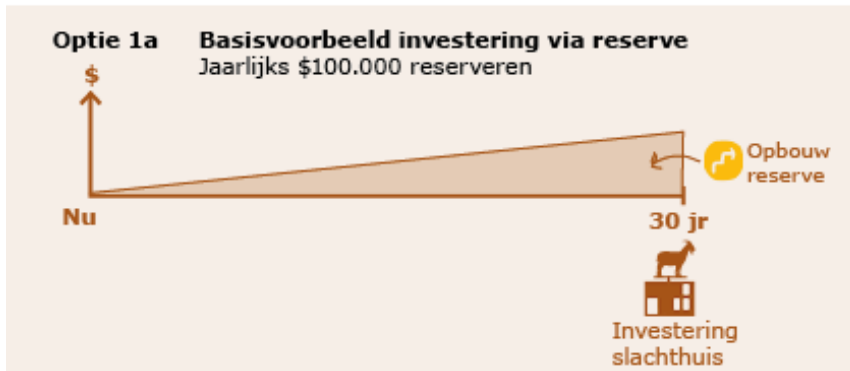 Optie 1a Basisvoorbeeld investering via reserve
Jaarlijks $100.000 reserveren
$
Opbouw
reserve
Nu
30 jr
Investering
slachthuis